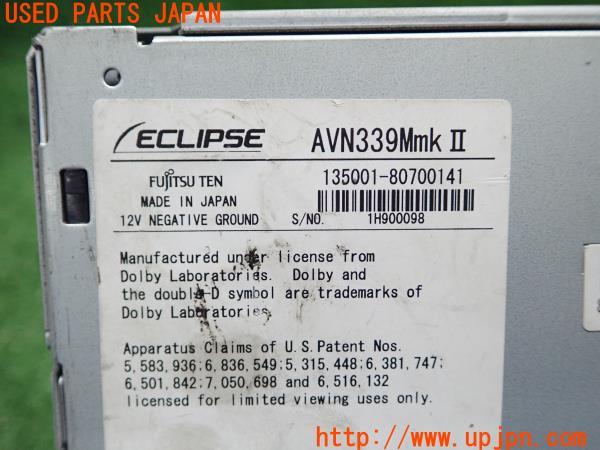 USED PARTS JAPAN
ECLIPSE AVN339Mmk II
FUJITSU TEN 135001-80700141
MADE IN JAPAN
12V NEGATIVE GROUND S/NO. 1H900098
Manufactured under license from
Dolby Laboratories. Dolby and
the double-D symbol are trademarks of
Dolby Laboratories.
Apparatus Claims of U.S.Patent Nos.
5,583,936;6,836,549;5,315,448;6,381,747;
6,501,842;7,050,698 and 6,516,132
licensed for limited viewing uses only.
http://www.upjpn.com